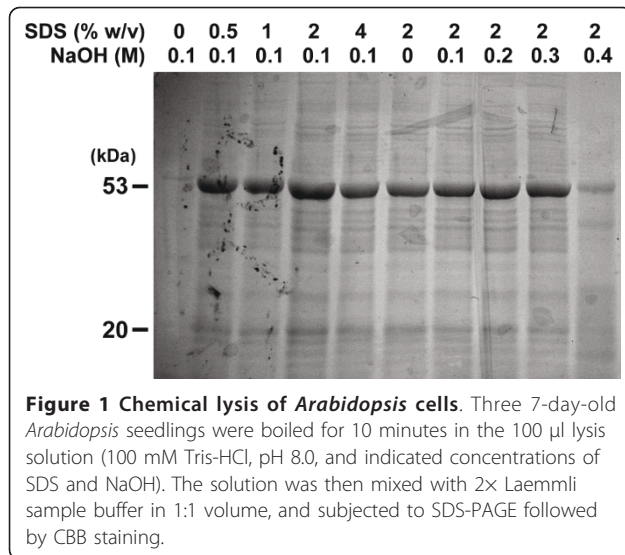 SDS (% w/v) 0 0.5 1 2 4 2 2 2 2 2
NaOH (M) 0.1 0.1 0.1 0.1 0.1 0 0.1 0.2 0.3 0.4
(kDa)
53
20
Figure 1 Chemical lysis of Arabidopsis cells. Three 7-day-old
Arabidopsis seedlings were boiled for 10 minutes in the 100 μl lysis
solution (100 mM Tris-HCl, pH 8.0, and indicated concentrations of
SDS and NaOH). The solution was then mixed with 2× Laemmli
sample buffer in 1:1 volume, and subjected to SDS-PAGE followed
by CBB staining.